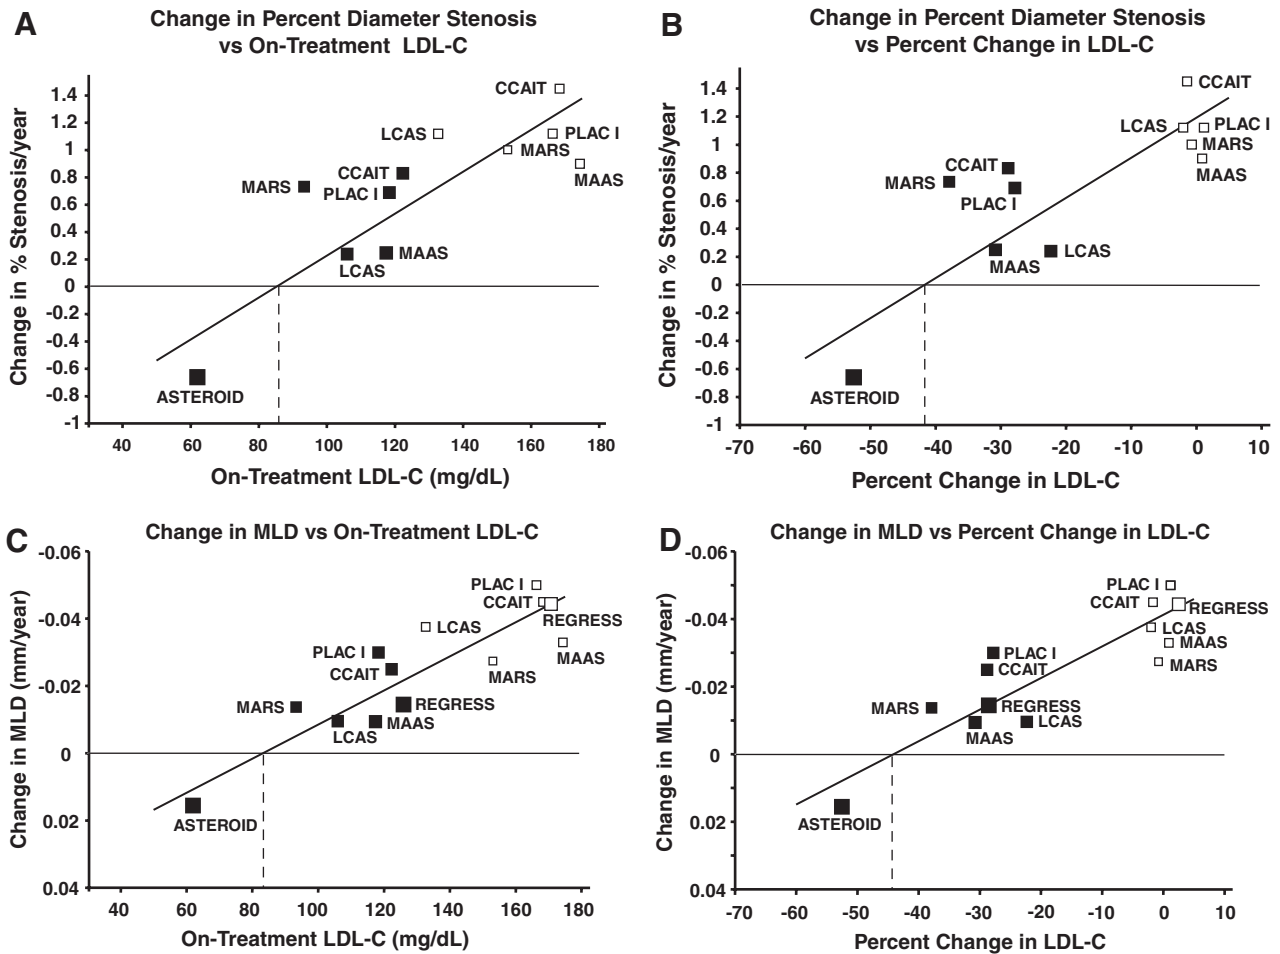 A
Change in Percent Diameter Stenosis
vs On-Treatment LDL-C
Change in % Stenosis/year
1.4
1.2
1
0.8
0.6
0.4
0.2
0
-0.2
-0.4
-0.6
-0.8
-1
CCAIT
LCAS
PLAC I
MARS
MAAS
CCAIT
MARS
PLAC I
MAAS
LCAS
ASTEROID
40
60
80
100
120
140
160
180
On-Treatment LDL-C (mg/dL)
B
Change in Percent Diameter Stenosis
vs Percent Change in LDL-C
Change in % Stenosis/year
1.4
1.2
1
0.8
0.6
0.4
0.2
0
-0.2
-0.4
-0.6
-0.8
-1
CCAIT
LCAS
PLAC I
MARS
MAAS
CCAIT
MARS
PLAC I
MAAS
LCAS
ASTEROID
-70
-60
-50
-40
-30
-20
-10
0
10
Percent Change in LDL-C
C
Change in MLD vs On-Treatment LDL-C
Change in MLD (mm/year)
-0.06
-0.04
-0.02
0
0.02
0.04
PLAC I
CCAIT
REGRESS
LCAS
MAAS
MARS
PLAC I
CCAIT
MARS
REGRESS
MAAS
LCAS
ASTEROID
40
60
80
100
120
140
160
180
On-Treatment LDL-C (mg/dL)
D
Change in MLD vs Percent Change in LDL-C
Change in MLD (mm/year)
-0.06
-0.04
-0.02
0
0.02
0.04
PLAC I
CCAIT
REGRESS
LCAS
MAAS
MARS
PLAC I
CCAIT
MARS
REGRESS
LCAS
MAAS
ASTEROID
-70
-60
-50
-40
-30
-20
-10
0
10
Percent Change in LDL-C